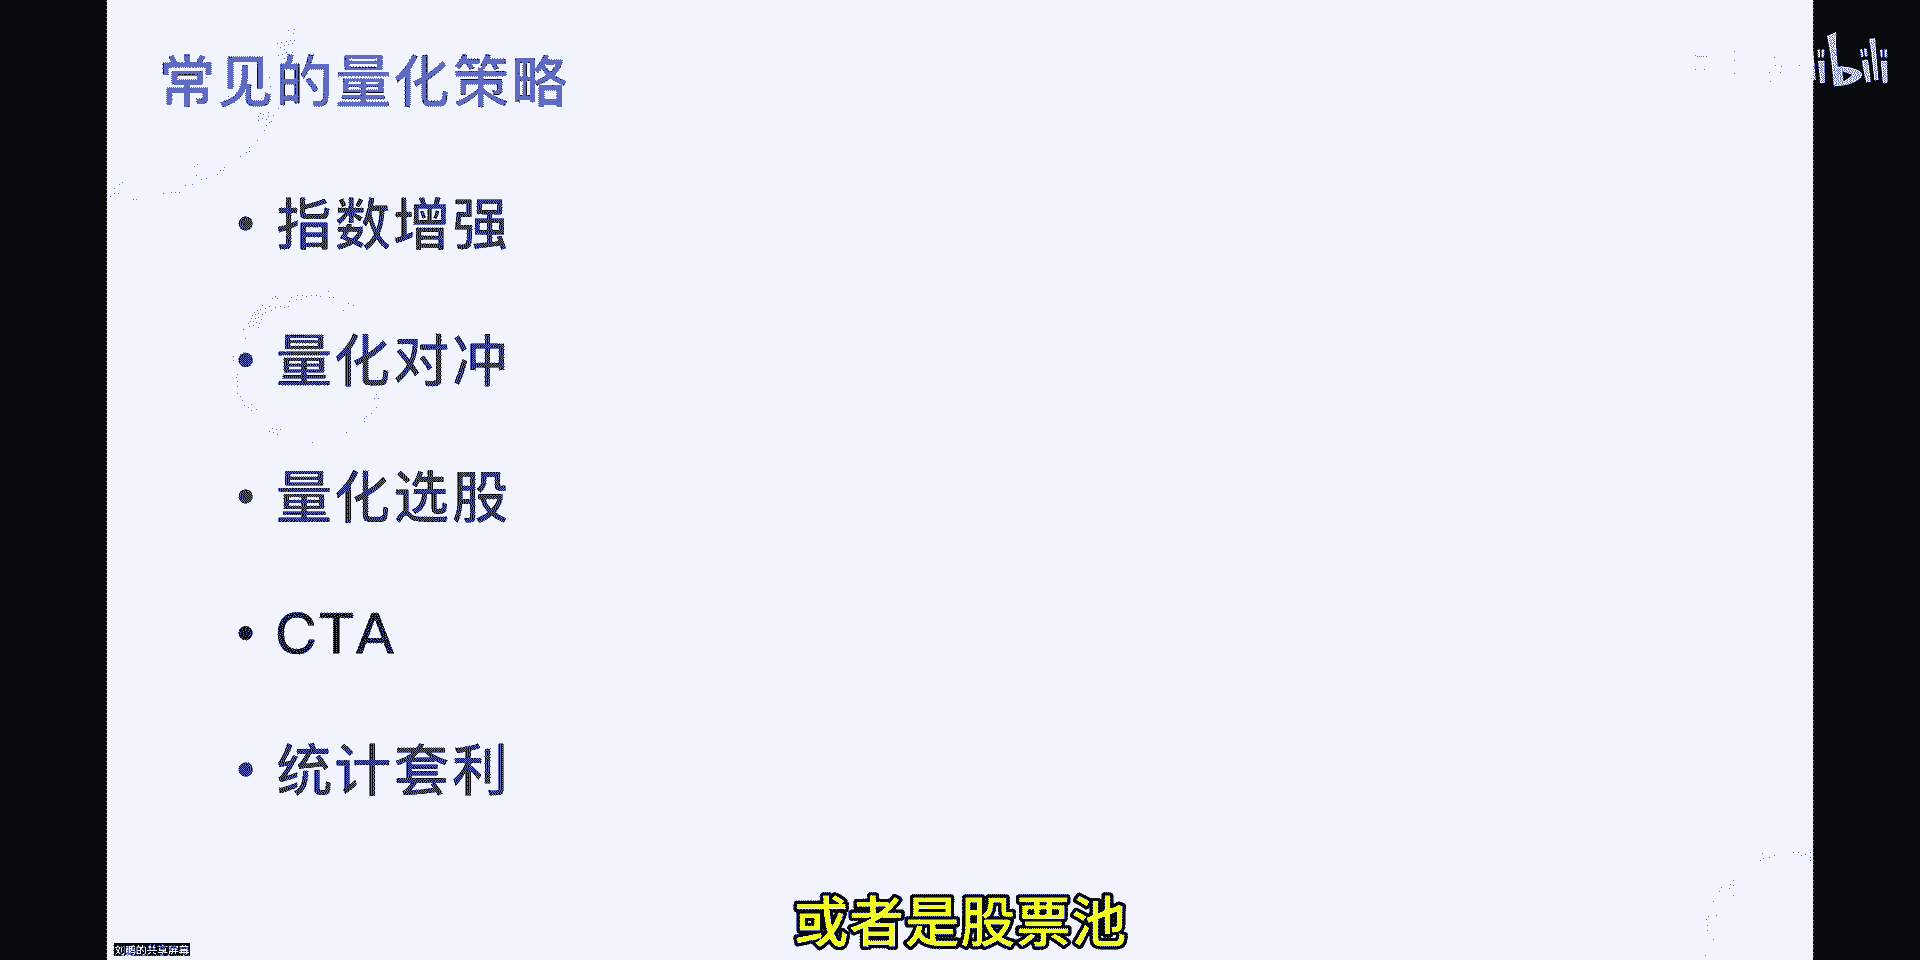 常见的量化策略
• 指数增强
• 量化对冲
• 量化选股
• CTA
• 统计套利
或者是股票池
刘鹏的共享屏幕